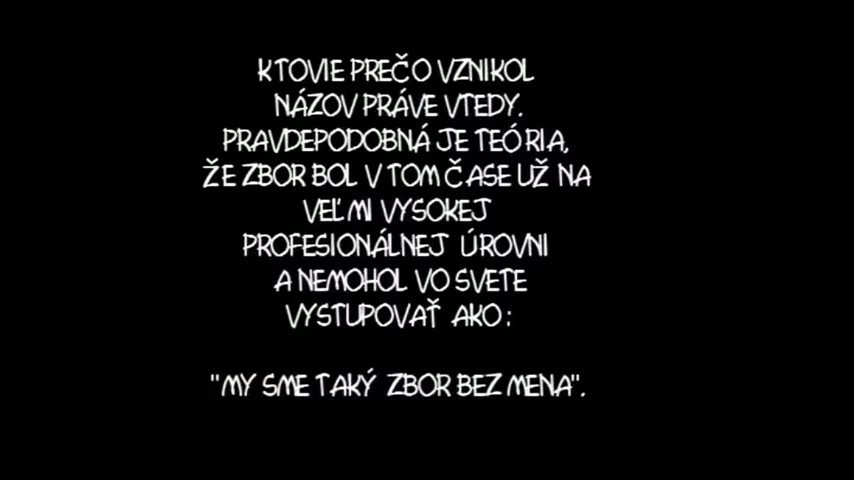 KTOVIE PREČO VZNIKOL
NÁZOV PRÁVE VTEDY.
PRAVDEPODOBNÁ JE TEÓRIA,
ŽE ZBOR BOL V TOM ČASE UŽ NA
VEĽMI VYSOKEJ
PROFESIONÁLNEJ ÚROVNI
A NEMOHOL VO SVETE
VYSTUPOVAŤ AKO:
"MY SME TAKÝ ZBOR BEZ MENA".